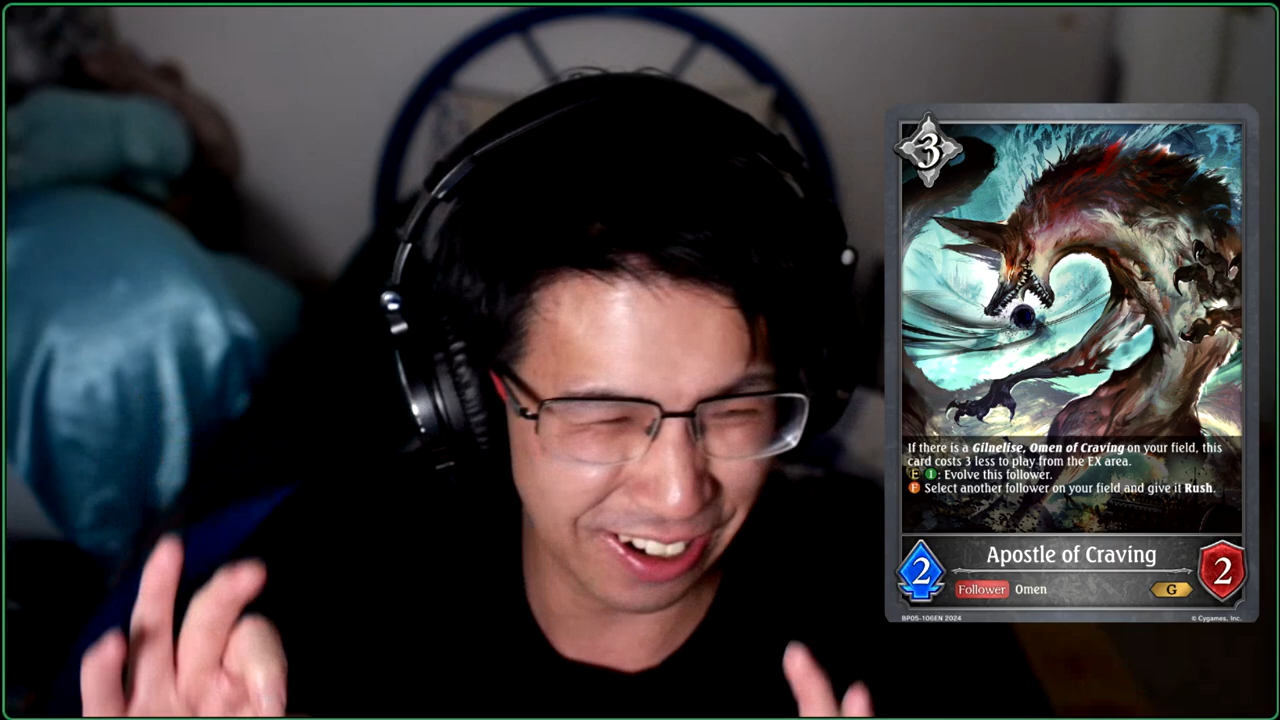 3
If there is a Gilnelise, Omen of Craving on your field, this
card costs 3 less to play from the EX area.
E 1: Evolve this follower.
F Select another follower on your field and give it Rush.
2
Apostle of Craving
2
Follower Omen G
BP05-106EN 2024
© Cygames, Inc.